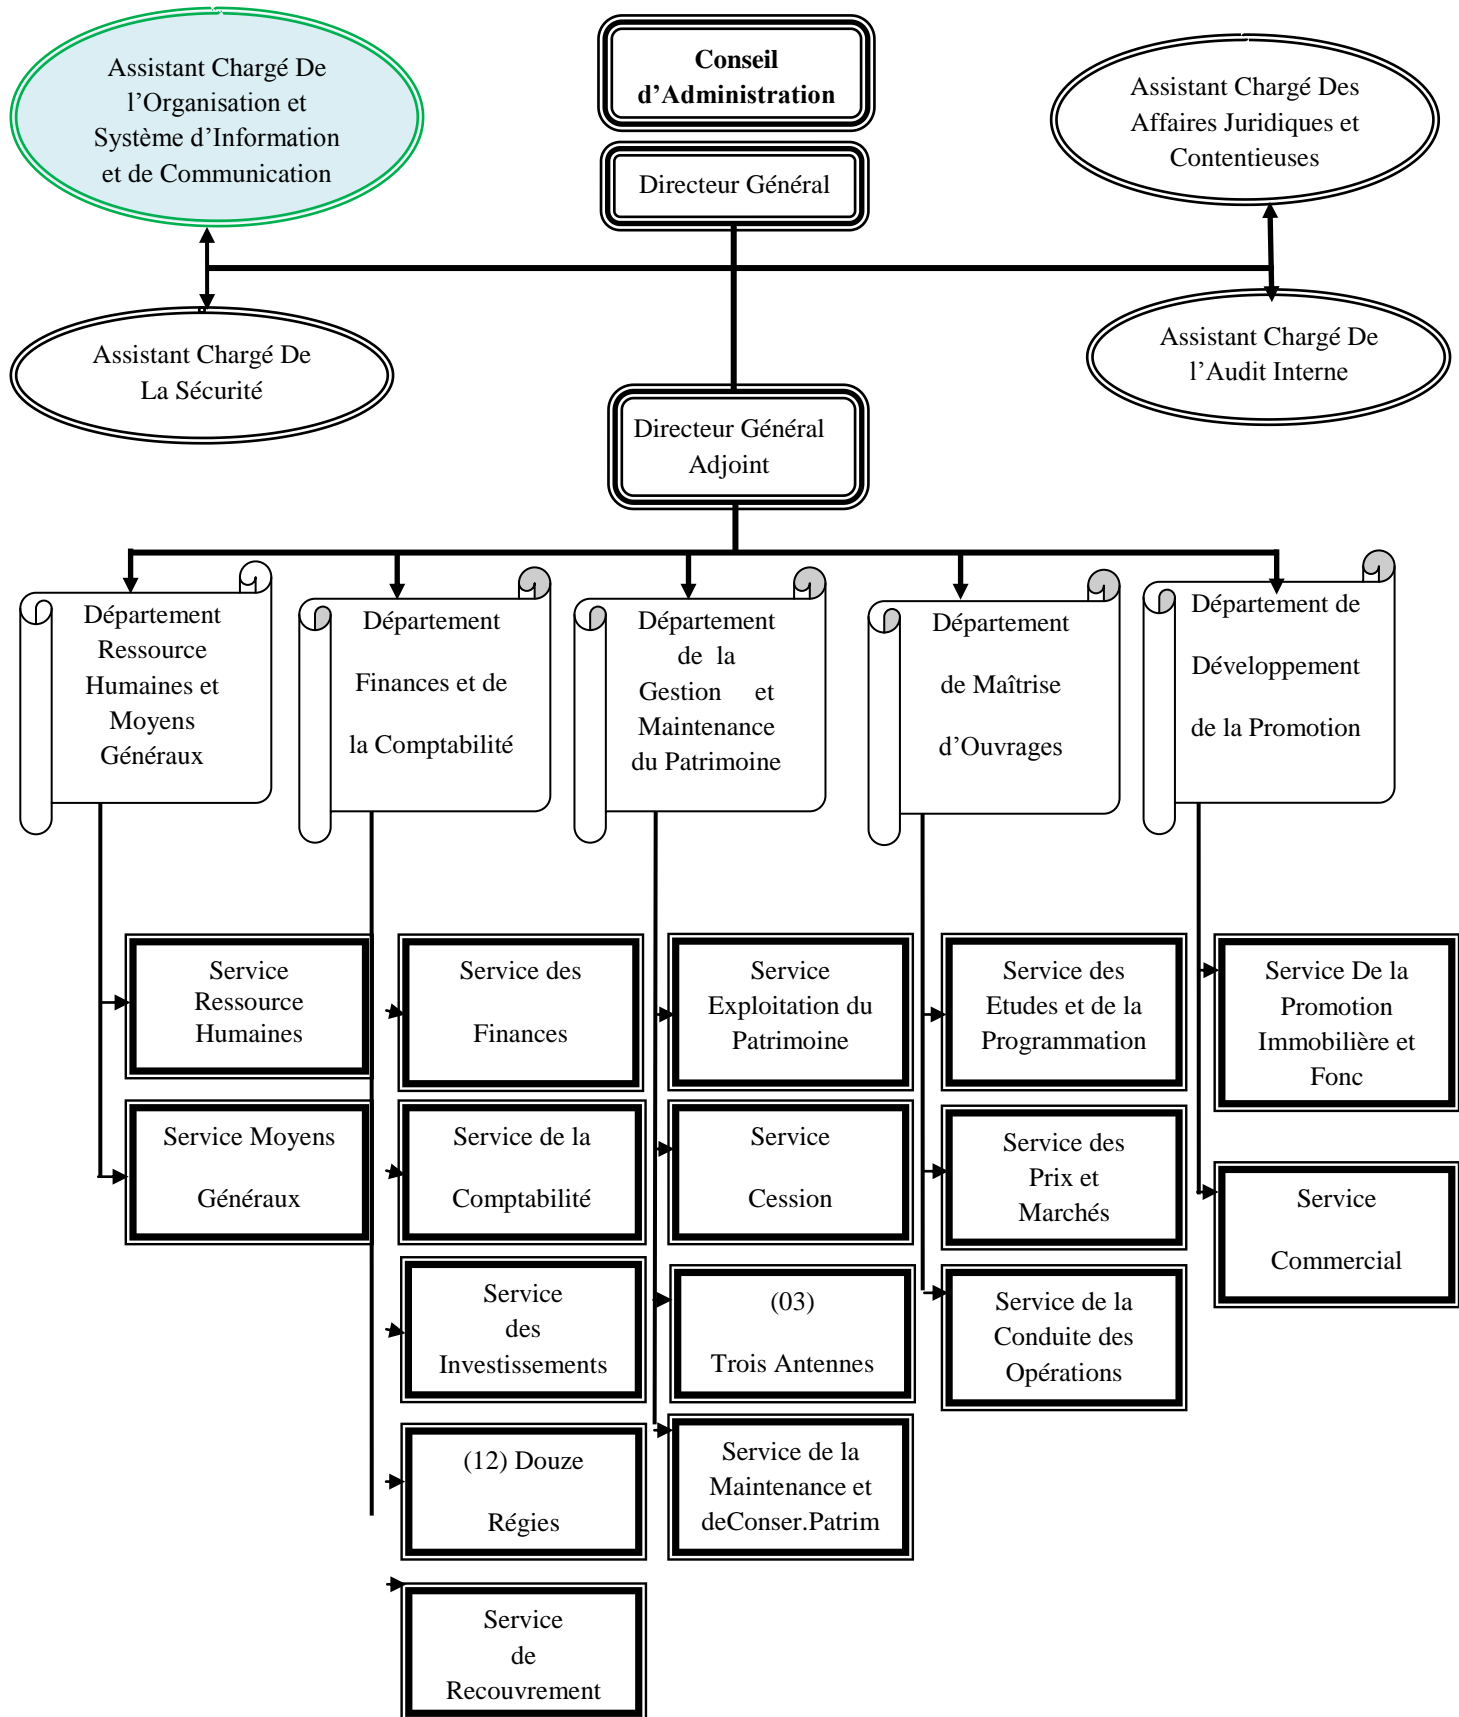 Assistant Chargé De
l'Organisation et
Système d'Information
et de Communication
Conseil
d'Administration
Directeur Général
Assistant Chargé Des
Affaires Juridiques et
Contentieuses
Assistant Chargé De
La Sécurité
Assistant Chargé De
l'Audit Interne
Directeur Général
Adjoint
Département
Ressource
Humaines et
Moyens
Généraux
Département
Finances et de
la Comptabilité
Département
de la
Gestion et
Maintenance
du Patrimoine
Département
de Maîtrise
d'Ouvrages
Département de
Développement
de la Promotion
Service
Ressource
Humaines
Service Moyens
Généraux
Service des
Finances
Service de la
Comptabilité
Service
des
Investissements
(12) Douze
Régies
Service
de
Recouvrement
Service
Exploitation du
Patrimoine
Service
Cession
(03)
Trois Antennes
Service de la
Maintenance et
deConser.Patrim
Service des
Etudes et de la
Programmation
Service des
Prix et
Marchés
Service de la
Conduite des
Opérations
Service De la
Promotion
Immobilière et
Fonc
Service
Commercial